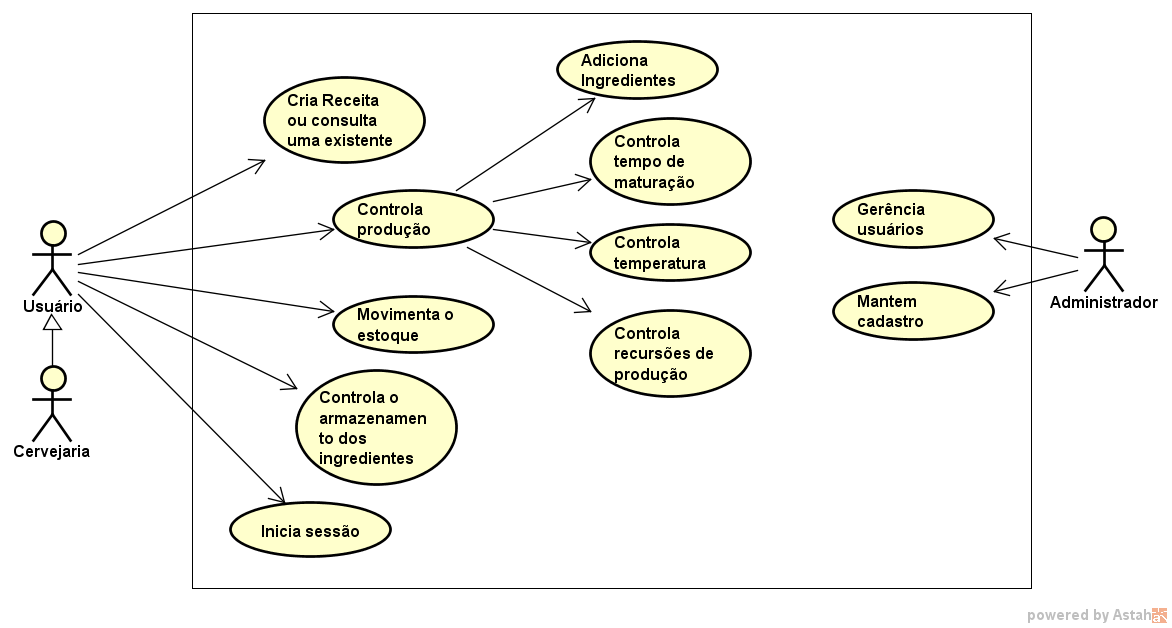 Adiciona
Ingredientes
Cria Receita
ou consulta
uma existente
Controla
tempo de
maturação
Controla
produção
Gerência
usuários
Controla
temperatura
Usuário
Administrador
Mantem
cadastro
Movimenta o
estoque
Controla
recursões de
produção
Controla o
armazenamen
to dos
ingredientes
Cervejaria
Inicia sessão
powered by Astah